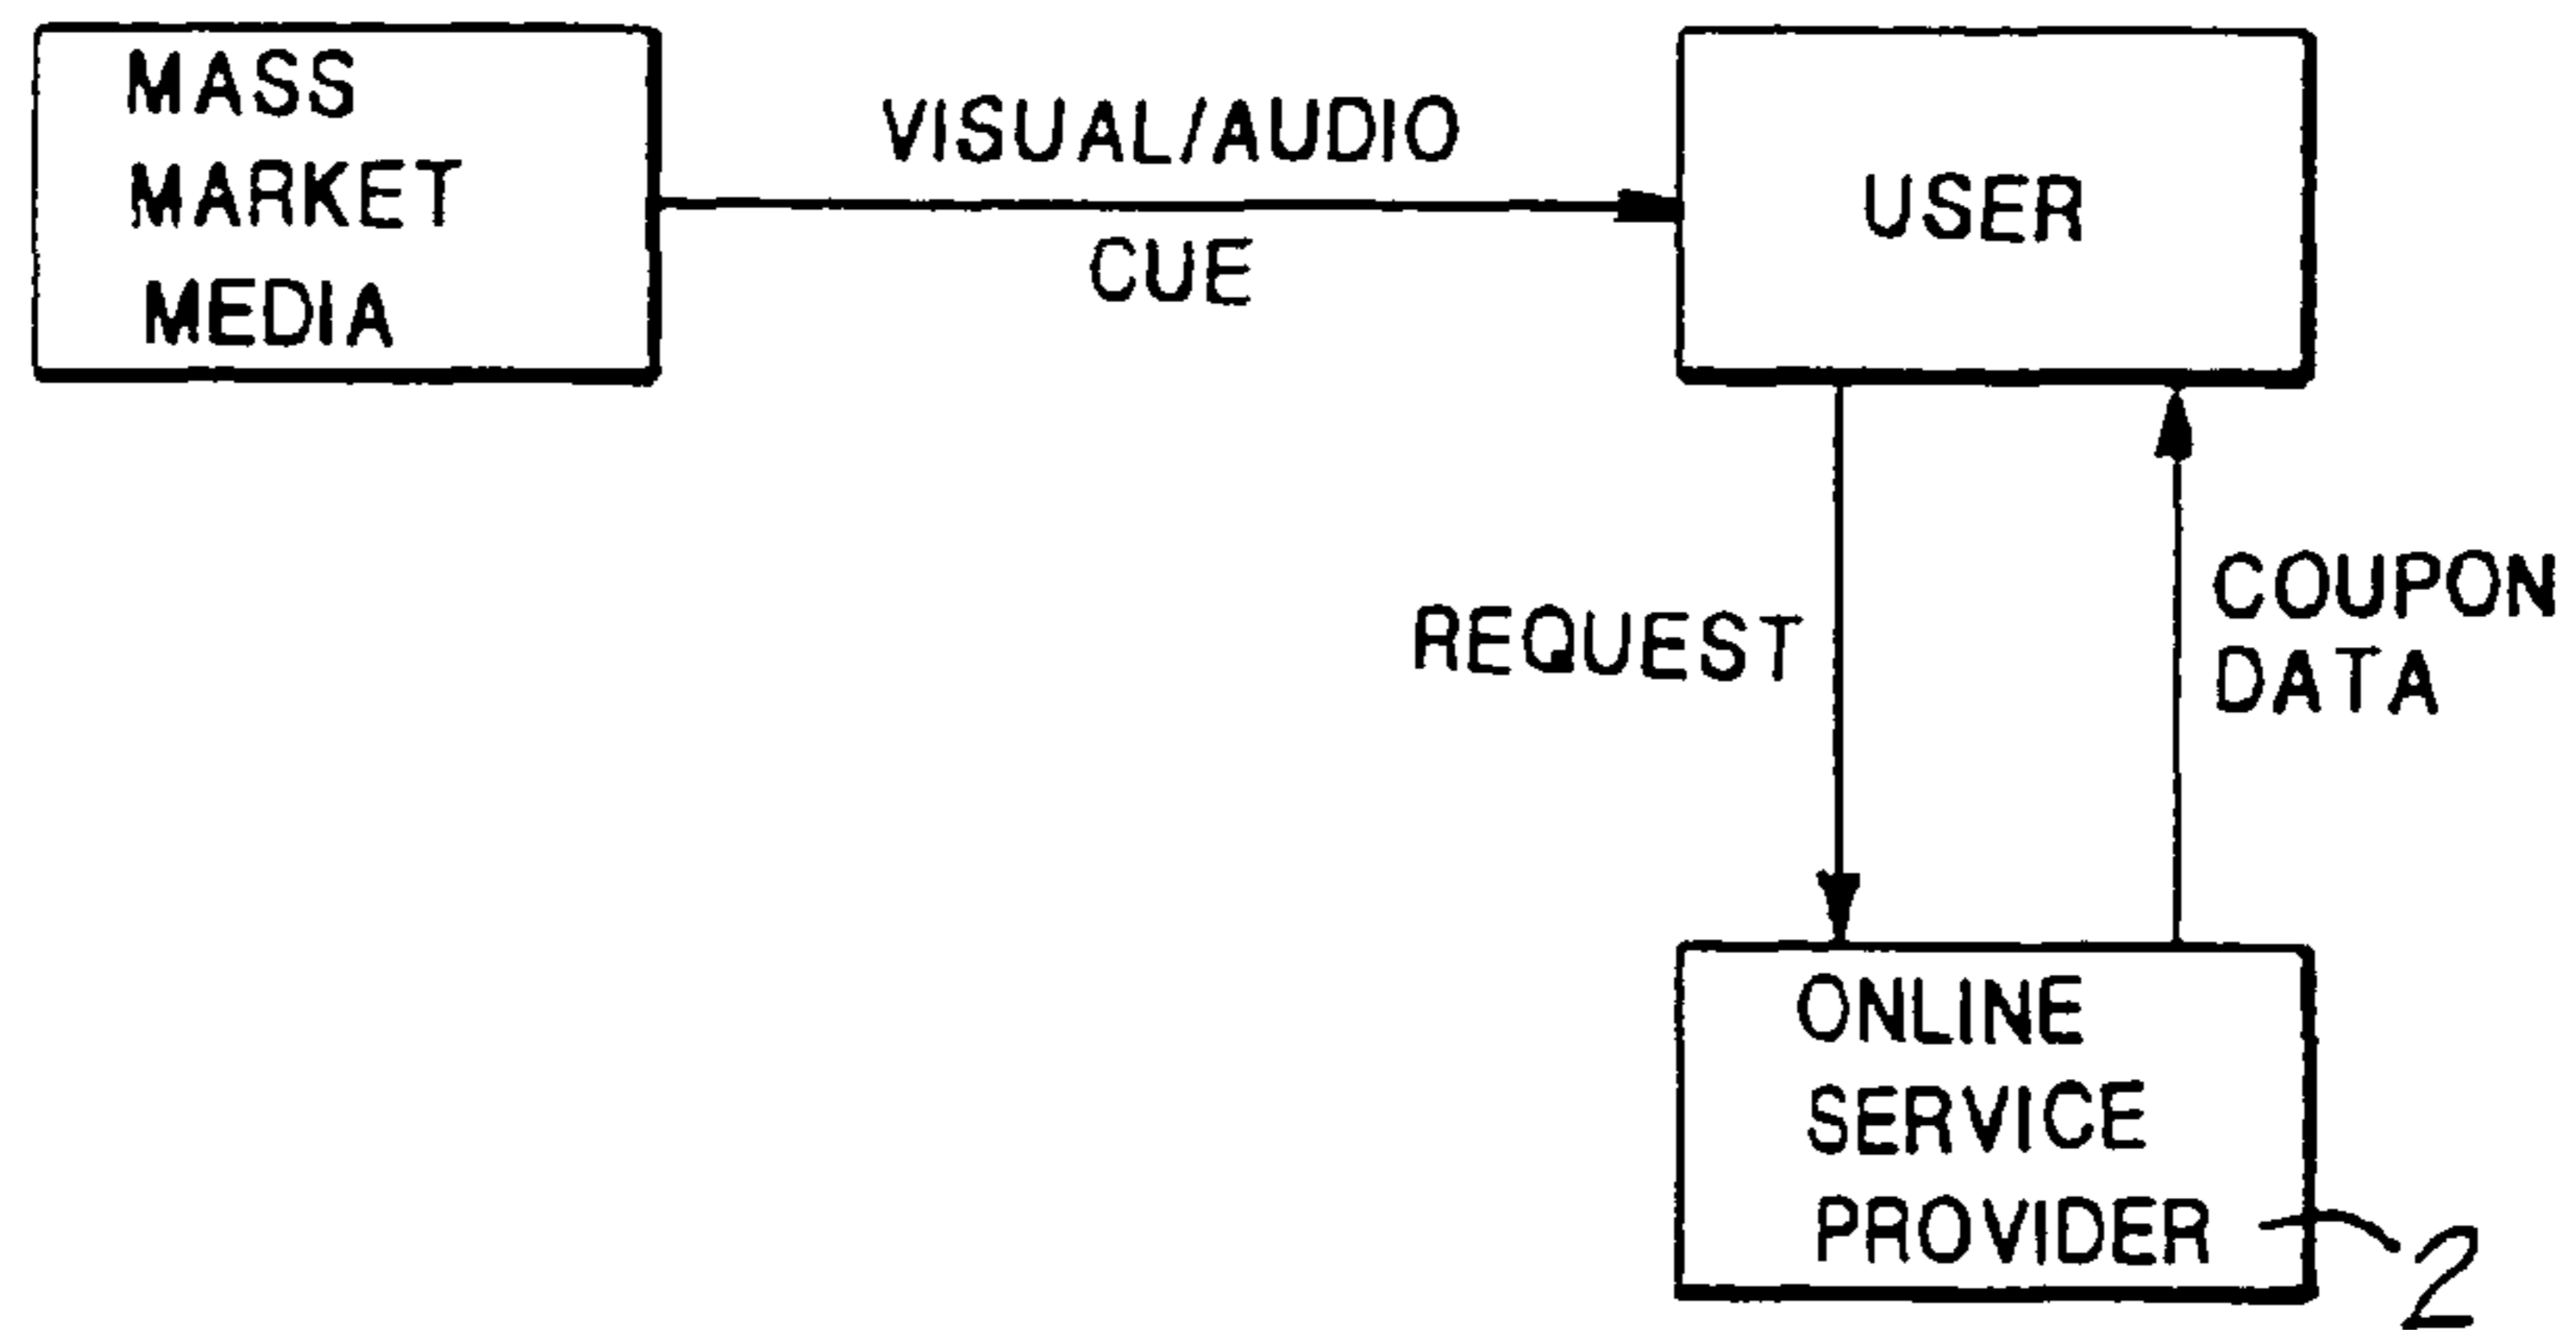 MASS
MARKET
MEDIA
VISUAL/AUDIO
CUE
USER
REQUEST
COUPON
DATA
ONLINE
SERVICE
PROVIDER
2